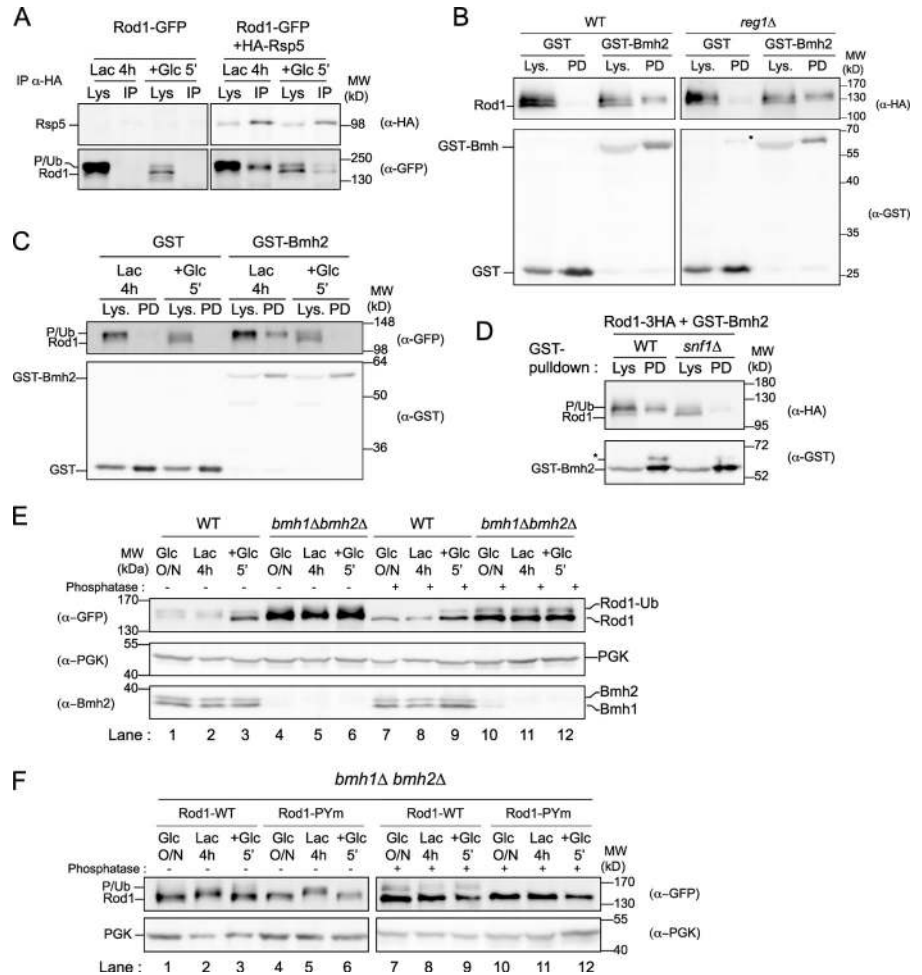 A
Rod1-GFP
Rod1-GFP
+HA-Rsp5
Lac 4h +Glc 5' Lac 4h +Glc 5'
IP α-HA
Lys IP Lys IP Lys IP Lys IP
MW
(kD)
Rsp5
98
(α-HA)
P/Ub
Rod1
250
130
(α-GFP)
B
WT
reg1Δ
GST GST-Bmh2 GST GST-Bmh2
Lys. PD Lys. PD Lys. PD Lys. PD
MW
(kD)
Rod1
170
130
100
(α-HA)
GST-Bmh
70
60
40
(α-GST)
35
25
GST
C
GST GST-Bmh2
Lac
4h
+Glc
5'
Lac
4h
+Glc
5'
Lys. PD Lys. PD Lys. PD Lys. PD
MW
(kD)
P/Ub
Rod1
148
98
(α-GFP)
GST-Bmh2
64
50
(α-GST)
36
GST
D
Rod1-3HA + GST-Bmh2
GST-
pulldown :
WT snf1Δ
Lys PD Lys PD
MW
(kD)
P/Ub
Rod1
180
130
95
(α-HA)
*
GST-Bmh2
72
52
(α-GST)
E
WT bmh1Δbmh2Δ WT bmh1Δbmh2Δ
MW
(kDa)
Glc
O/N
Lac
4h
+Glc
5'
Glc
O/N
Lac
4h
+Glc
5'
Glc
O/N
Lac
4h
+Glc
5'
Glc
O/N
Lac
4h
+Glc
5'
Phosphatase : - - - - - - + + + + + +
(α-GFP)
170
130
Rod1-Ub
Rod1
(α-PGK)
55
40
PGK
(α-Bmh2)
40
Bmh2
Bmh1
Lane : 1 2 3 4 5 6 7 8 9 10 11 12
F
bmh1Δ bmh2Δ
Rod1-WT Rod1-PYm Rod1-WT Rod1-PYm
Glc
O/N
Lac
4h
+Glc
5'
Glc
O/N
Lac
4h
+Glc
5'
Glc
O/N
Lac
4h
+Glc
5'
Glc
O/N
Lac
4h
+Glc
5'
Phosphatase : - - - - - - + + + + + +
MW
(kD)
P/Ub
Rod1
170
130
(α-GFP)
PGK
55
40
(α-PGK)
Lane : 1 2 3 4 5 6 7 8 9 10 11 12